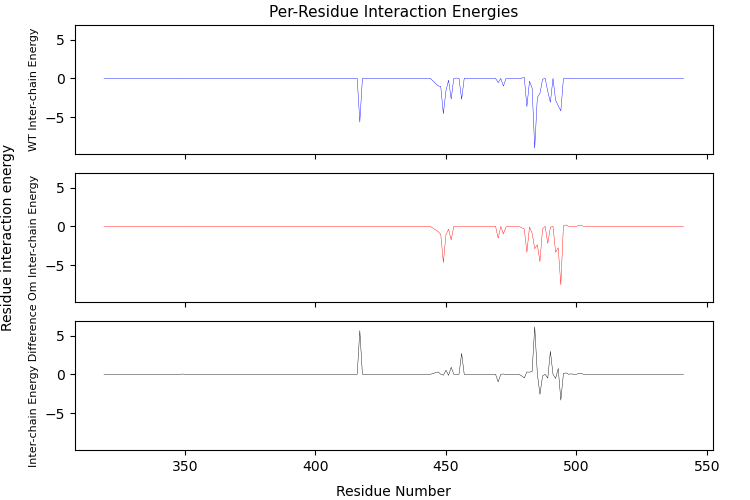 Per-Residue Interaction Energies
Residue interaction energy
WT Inter-chain Energy
5
0
−5
Om Inter-chain Energy
5
0
−5
Inter-chain Energy Difference
5
0
−5
350
400
450
500
550
Residue Number